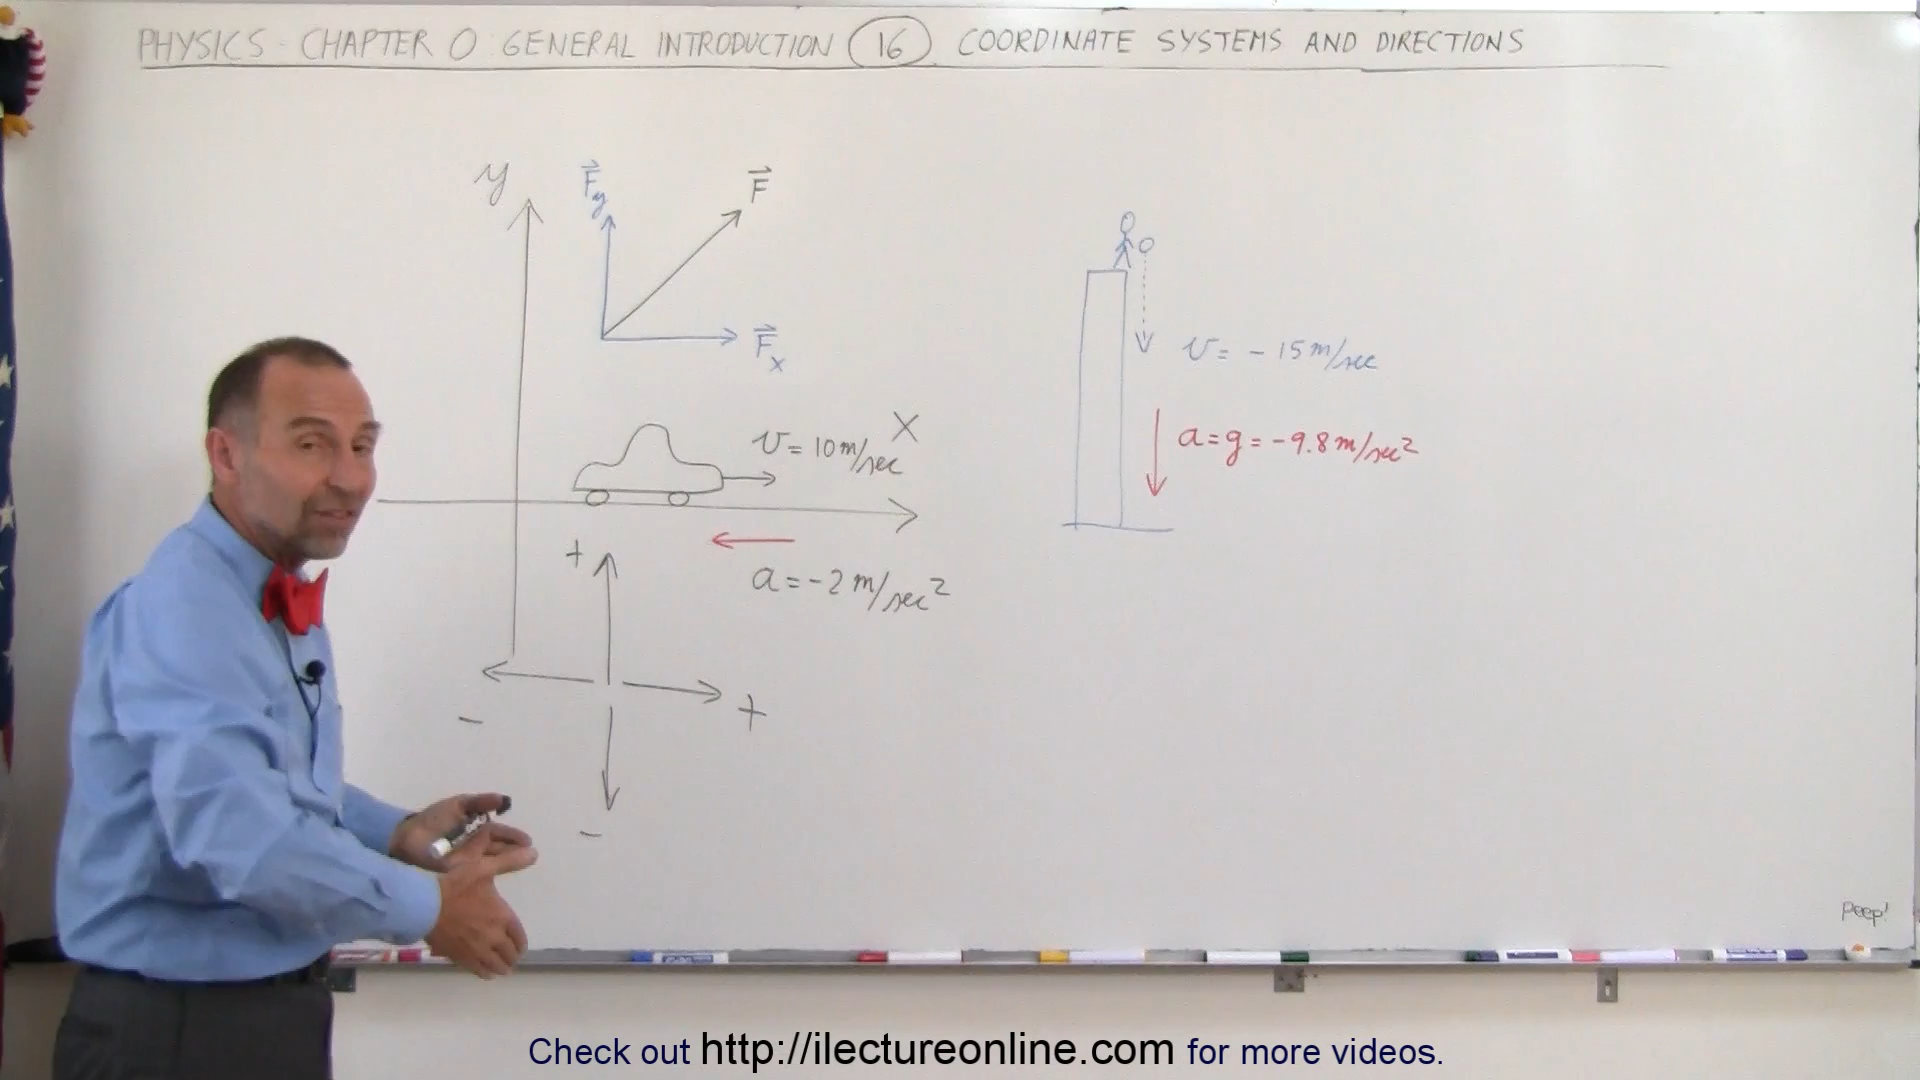 PHYSICS - CHAPTER 0 : GENERAL INTRODUCTION (16) COORDINATE SYSTEMS AND DIRECTIONS
y
F⃗y
F⃗
F⃗x
v = 10 m/sec
X
a = -2 m/sec²
+
-
+
-
v = - 15 m/sec
a = g = -9.8 m/sec²
Peep!
Check out http://ilectureonline.com for more videos.